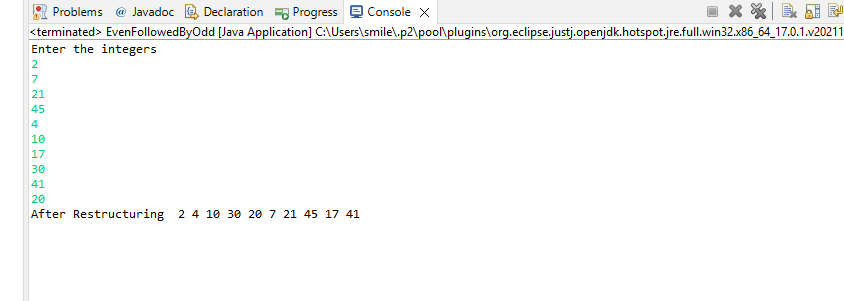 Problems @ Javadoc Declaration Progress Console
<terminated> EvenFollowedByOdd [Java Application] C:\Users\smile\.p2\pool\plugins\org.eclipse.justj.openjdk.hotspot.jre.full.win32.x86_64_17.0.1.v20211
Enter the integers
2
7
21
45
4
10
17
30
41
20
After Restructuring  2 4 10 30 20 7 21 45 17 41